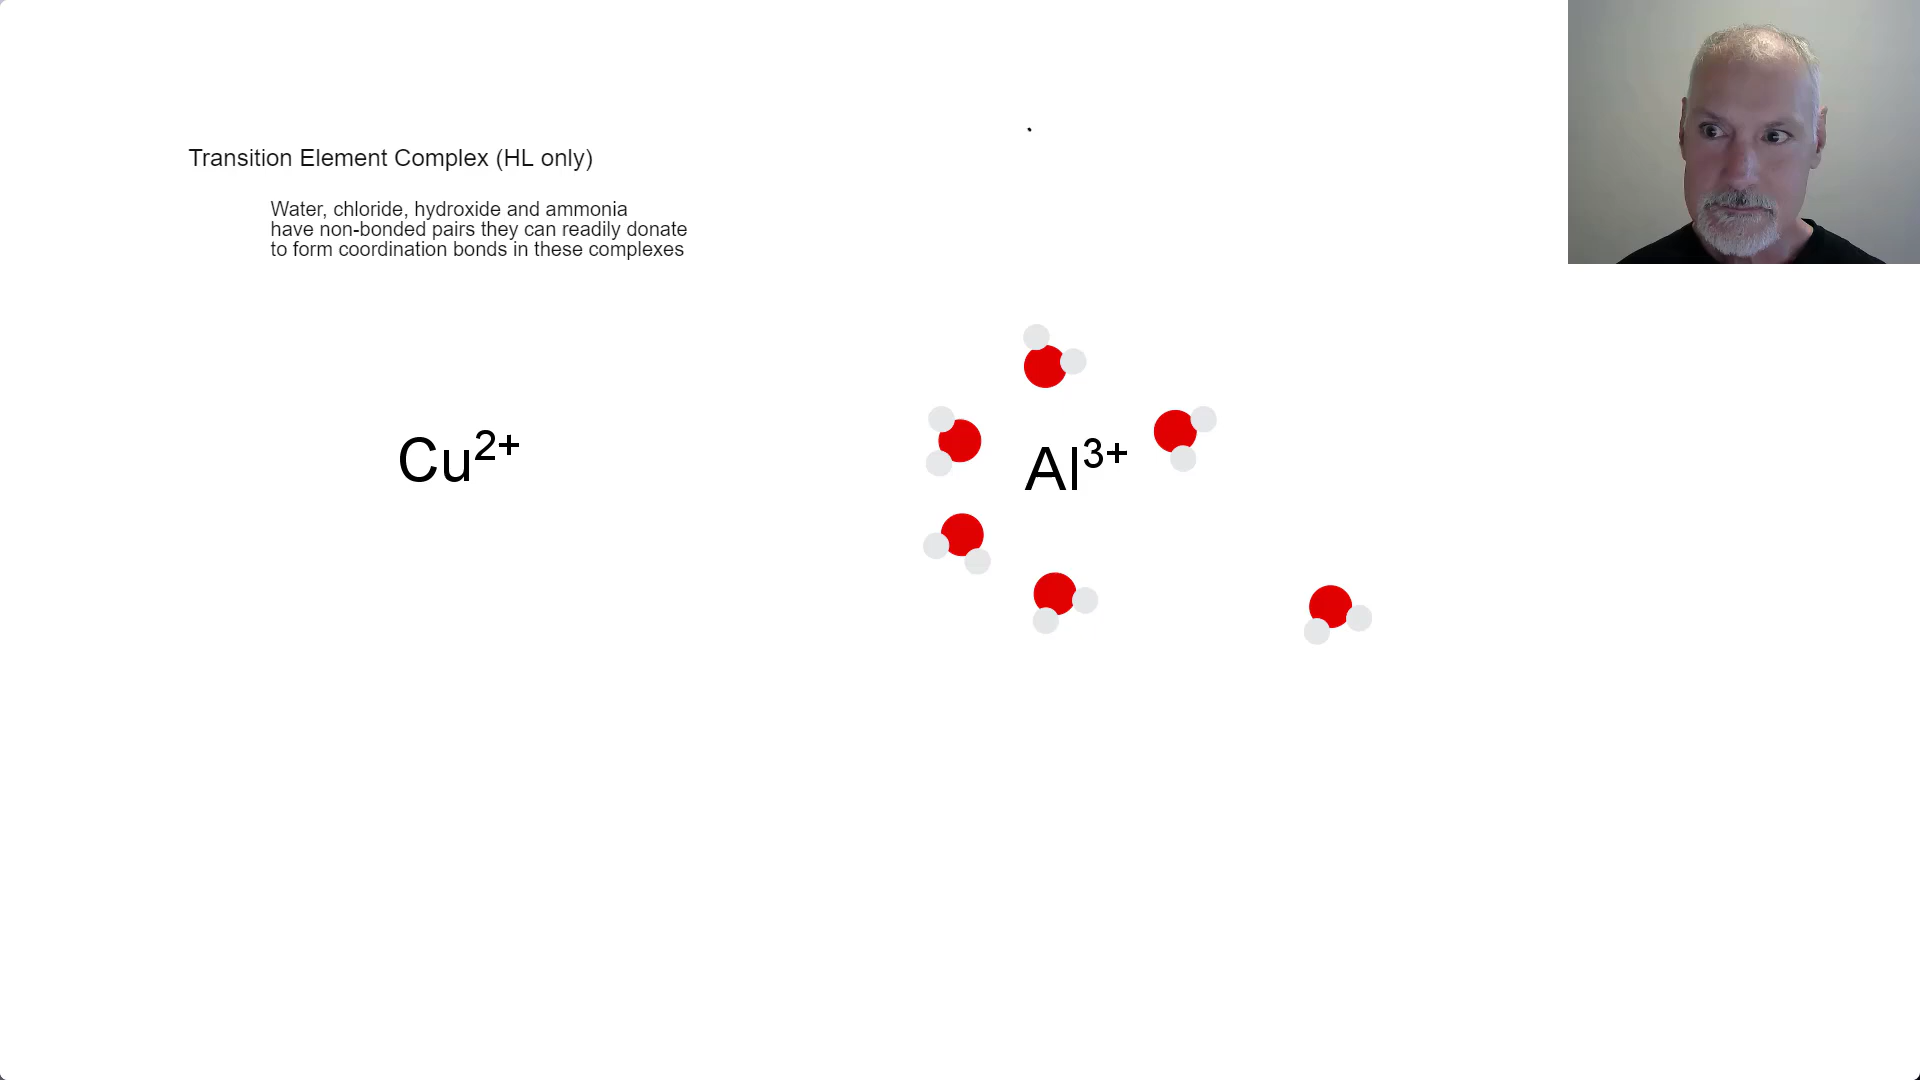 Transition Element Complex (HL only)
Water, chloride, hydroxide and ammonia
have non-bonded pairs they can readily donate
to form coordination bonds in these complexes
Cu²⁺
Al³⁺